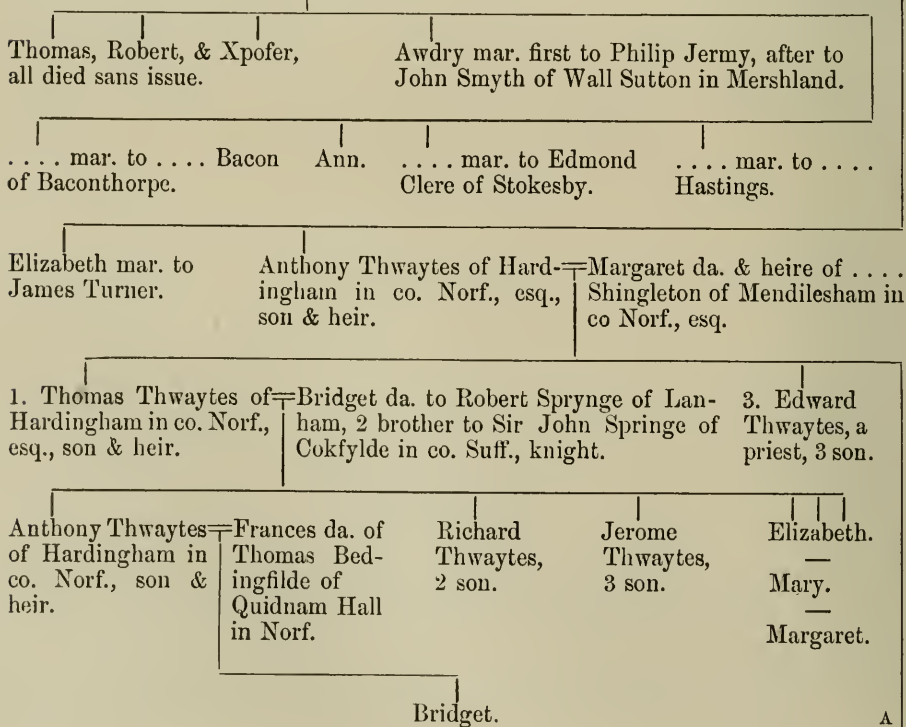 Thomas, Robert, & Xpofer,
all died sans issue.
Awdry mar. first to Philip Jermy, after to
John Smyth of Wall Sutton in Mershland.
. . . . mar. to . . . . Bacon
of Baconthorpe.
Ann.
. . . . mar. to Edmond
Clere of Stokesby.
. . . . mar. to . . . .
Hastings.
Elizabeth mar. to
James Turner.
Anthony Thwaytes of Hard-
ingham in co. Norf., esq.,
son & heir.
Margaret da. & heire of . . . .
Shingleton of Mendilesham in
co Norf., esq.
1. Thomas Thwaytes of
Hardingham in co. Norf.,
esq., son & heir.
Bridget da. to Robert Sprynge of Lan-
ham, 2 brother to Sir John Springe of
Cokfylde in co. Suff., knight.
3. Edward
Thwaytes, a
priest, 3 son.
Anthony Thwaytes
of Hardingham in
co. Norf., son &
heir.
Frances da. of
Thomas Bed-
ingfilde of
Quidnam Hall
in Norf.
Richard
Thwaytes,
2 son.
Jerome
Thwaytes,
3 son.
Elizabeth.
—
Mary.
—
Margaret.
Bridget.
A